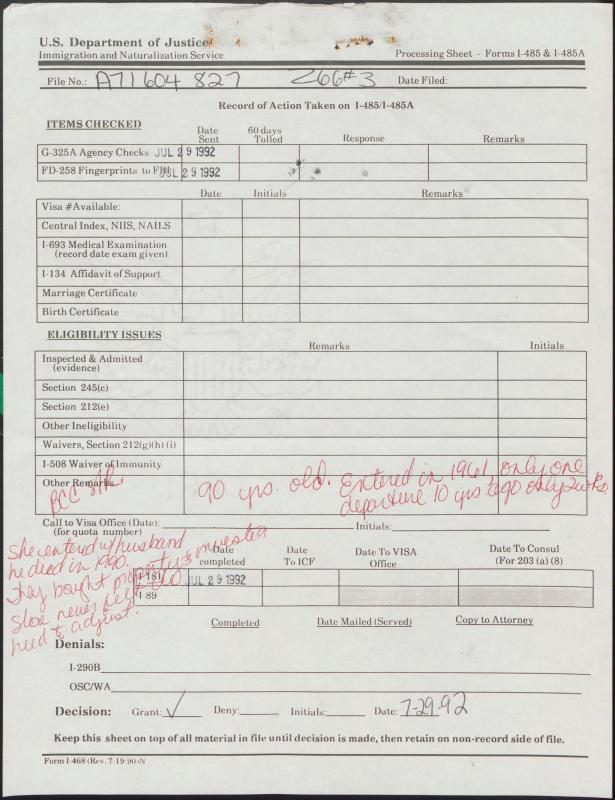 U.S. Department of Justice
Immigration and Naturalization Service
Processing Sheet - Forms I-485 & I-485A
File No.: A71 604 827 266#3 Date Filed:
Record of Action Taken on I-485/I-485A
ITEMS CHECKED
Date Sent 60 days Tolled Response Remarks
G-325A Agency Checks JUL 29 1992
FD-258 Fingerprints to FBI JUL 29 1992
Date Initials Remarks
Visa # Available:
Central Index, NIIS, NAILS
I-693 Medical Examination
(record date exam given)
I-134 Affidavit of Support
Marriage Certificate
Birth Certificate
ELIGIBILITY ISSUES
Remarks Initials
Inspected & Admitted
(evidence)
Section 245(c)
Section 212(e)
Other Ineligibility
Waivers, Section 212(g)(h)(i)
I-508 Waiver of Immunity
Other Remarks
BCC
90 yrs. old. Entered in 1961 only one
departure 10 yrs. ago only 2 wks
Call to Visa Office (Date): Initials:
(for quota number)
She entered w/husband
he died in 1990.
They bought property & invested
She never felt the
need to adjust.
Date completed Date To ICF Date To VISA Office Date To Consul (For 203 (a) (8)
I-181 JUL 29 1992
I-89
Completed Date Mailed (Served) Copy to Attorney
Denials:
I-290B
OSC/WA
Decision: Grant: ✓ Deny: Initials: Date: 7-29-92
Keep this sheet on top of all material in file until decision is made, then retain on non-record side of file.
Form I-468 (Rev. 7-19-90)N